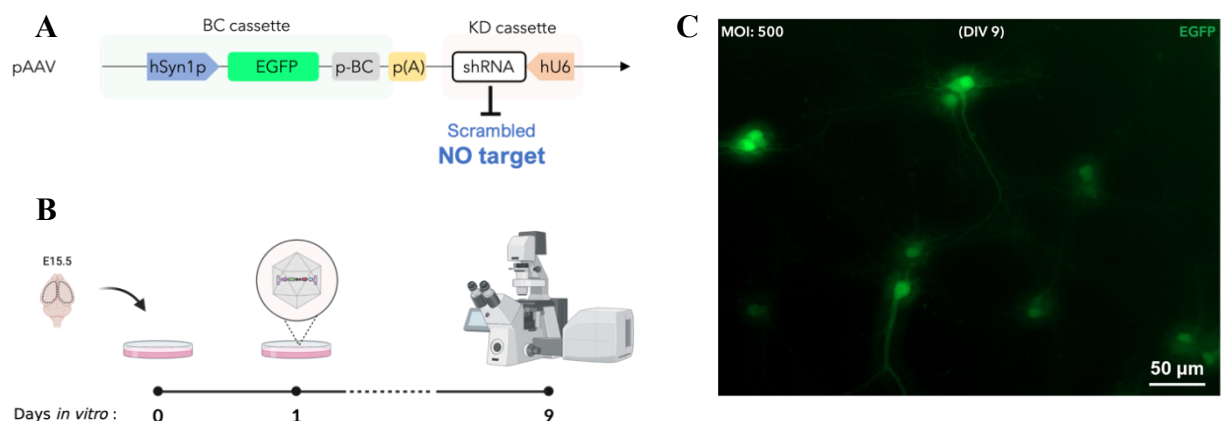 A
BC cassette
KD cassette
pAAV
hSyn1p
EGFP
p-BC
p(A)
shRNA
hU6
Scrambled
NO target
B
E15.5
Days in vitro :
0
1
9
C
MOI: 500
(DIV 9)
EGFP
50 µm